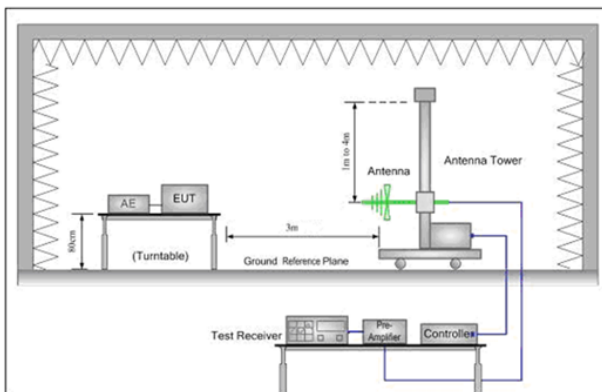 1m to 4m
Antenna
Antenna Tower
AE
EUT
80cm
(Turntable)
3m
Ground Reference Plane
Test Receiver
Pre-
Amplifier
Controller